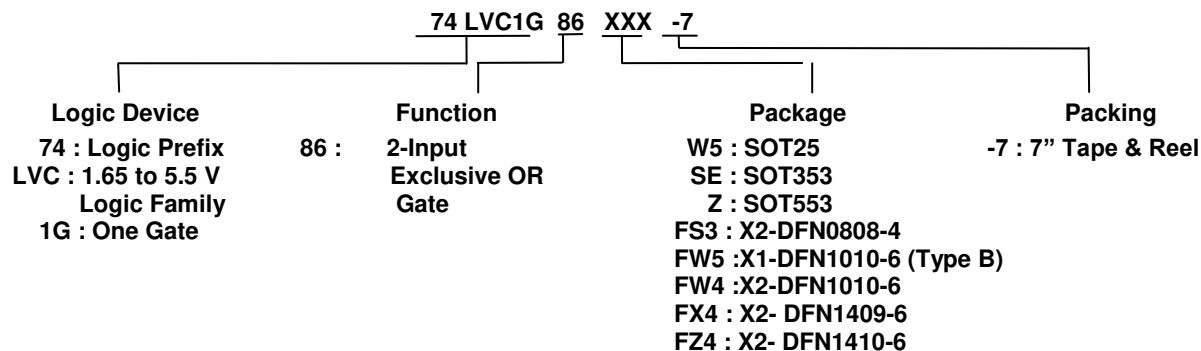 74 LVC1G 86 XXX -7
Logic Device Function Package Packing
74 : Logic Prefix 86 : 2-Input W5 : SOT25 -7 : 7” Tape & Reel
LVC : 1.65 to 5.5 V Exclusive OR SE : SOT353
Logic Family Gate Z : SOT553
1G : One Gate FS3 : X2-DFN0808-4
FW5 :X1-DFN1010-6 (Type B)
FW4 :X2-DFN1010-6
FX4 : X2- DFN1409-6
FZ4 : X2- DFN1410-6